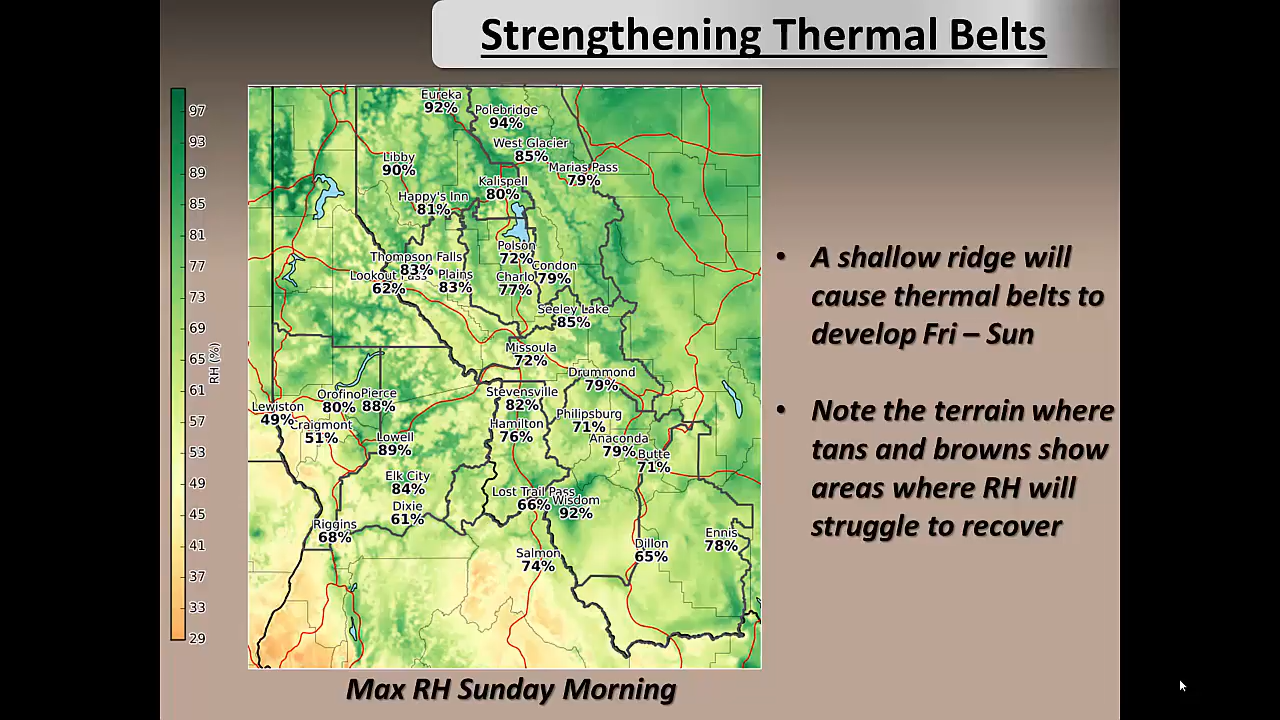 Strengthening Thermal Belts
97
93
89
85
81
77
73
69
65
61
57
53
49
45
41
37
33
29
RH (%)
Eureka
92%
Polebridge
94%
West Glacier
85%
Libby
90%
Marias Pass
79%
Kalispell
80%
Happy's Inn
81%
Polson
72%
Thompson Falls
83%
Lookout Pass
62%
Plains
83%
Charlo
77%
Condon
79%
Seeley Lake
85%
Missoula
72%
Drummond
79%
Stevensville
82%
Orofino
80%
Pierce
88%
Lewiston
49%
Craigmont
51%
Philipsburg
71%
Hamilton
76%
Lowell
89%
Anaconda
79%
Butte
71%
Elk City
84%
Lost Trail Pass
66%
Wisdom
92%
Dixie
61%
Riggins
68%
Ennis
78%
Dillon
65%
Salmon
74%
Max RH Sunday Morning
• A shallow ridge will
cause thermal belts to
develop Fri – Sun
• Note the terrain where
tans and browns show
areas where RH will
struggle to recover